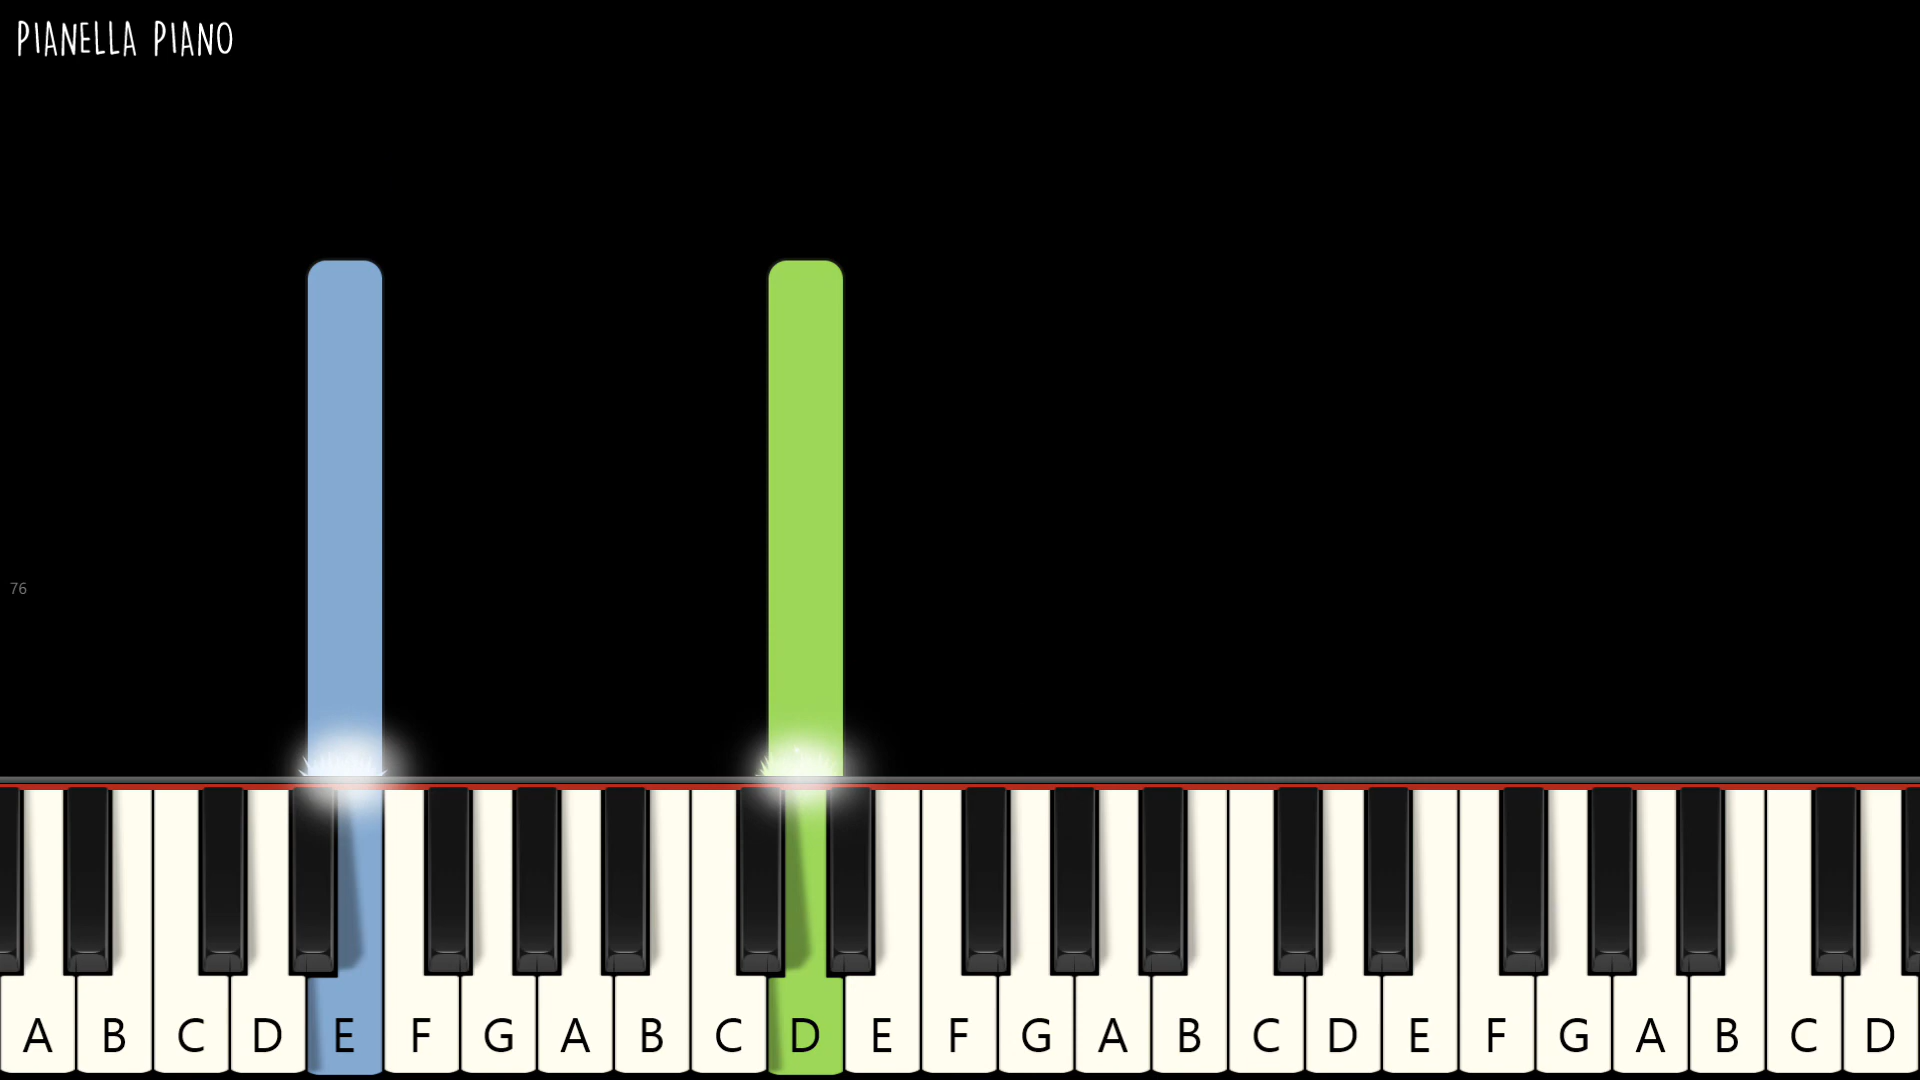 PIANELLA PIANO
76
A B C D E F G A B C D E F G A B C D E F G A B C D